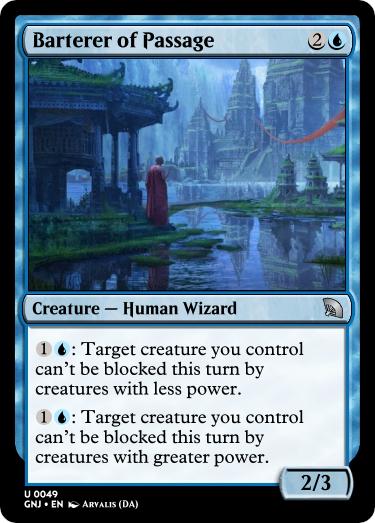 Barterer of Passage 2
Creature — Human Wizard
1 : Target creature you control
can't be blocked this turn by
creatures with less power.
1 : Target creature you control
can't be blocked this turn by
creatures with greater power.
2/3
U 0049
GNJ • EN Arvalis (DA)